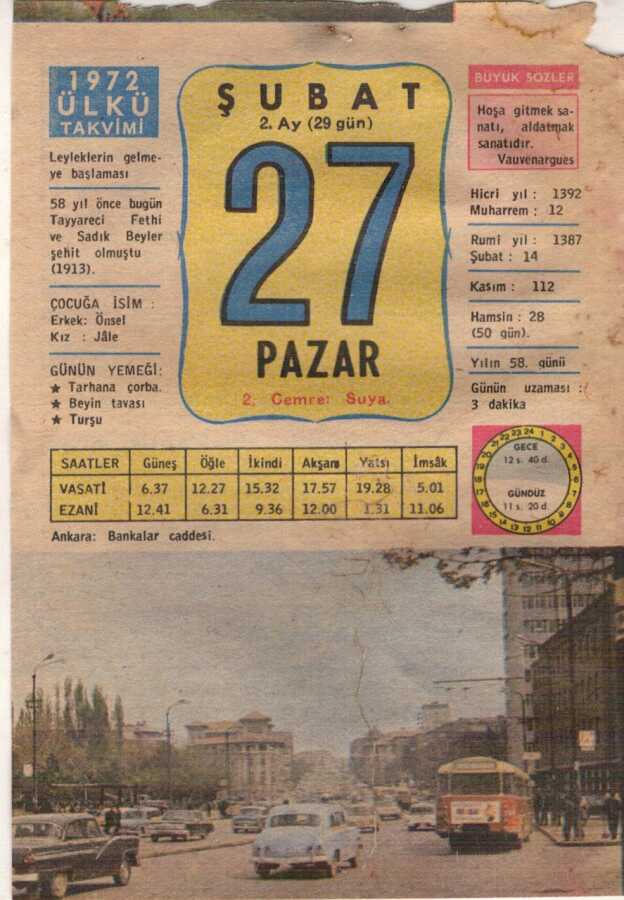 1972
ÜLKÜ
TAKVİMİ
Leyleklerin gelme-
ye başlaması
58 yıl önce bugün
Tayyareci Fethi
ve Sadık Beyler
şehit olmuştu
(1913).
ÇOCUĞA İSİM :
Erkek: Önsel
Kız : Jâle
GÜNÜN YEMEĞİ:
★ Tarhana çorba.
★ Beyin tavası
★ Turşu
ŞUBAT
2. Ay (29 gün)
27
PAZAR
2. Cemre: Suya.
BÜYÜK SÖZLER
Hoşa gitmek sa-
natı, aldatmak
sanatıdır.
Vauvenargues
Hicri yıl : 1392
Muharrem : 12
Rumi yıl : 1387
Şubat : 14
Kasım : 112
Hamsin : 28
(50 gün).
Yılın 58. günü
Günün uzaması :
3 dakika
GECE
12 s. 40 d.
GÜNDÜZ
11 s. 20 d.
SAATLER Güneş Öğle İkindi Akşam Yatsı İmsâk
VASATİ 6.37 12.27 15.32 17.57 19.28 5.01
EZANİ 12.41 6.31 9.36 12.00 1.31 11.06
Ankara: Bankalar caddesi.